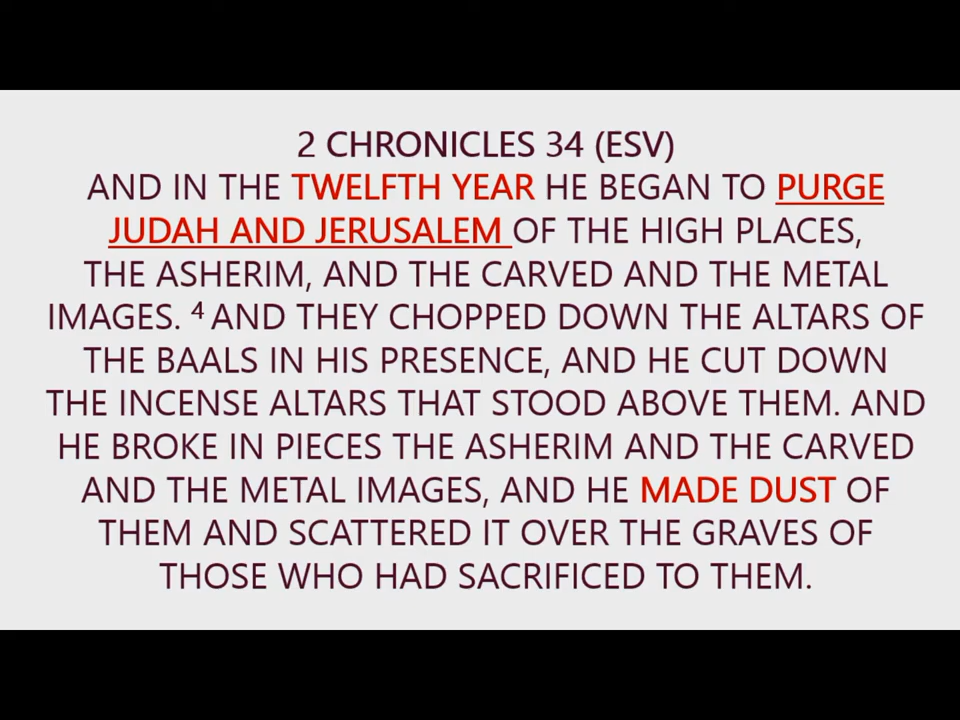 2 CHRONICLES 34 (ESV)
AND IN THE TWELFTH YEAR HE BEGAN TO PURGE
JUDAH AND JERUSALEM OF THE HIGH PLACES,
THE ASHERIM, AND THE CARVED AND THE METAL
IMAGES. ⁴ AND THEY CHOPPED DOWN THE ALTARS OF
THE BAALS IN HIS PRESENCE, AND HE CUT DOWN
THE INCENSE ALTARS THAT STOOD ABOVE THEM. AND
HE BROKE IN PIECES THE ASHERIM AND THE CARVED
AND THE METAL IMAGES, AND HE MADE DUST OF
THEM AND SCATTERED IT OVER THE GRAVES OF
THOSE WHO HAD SACRIFICED TO THEM.